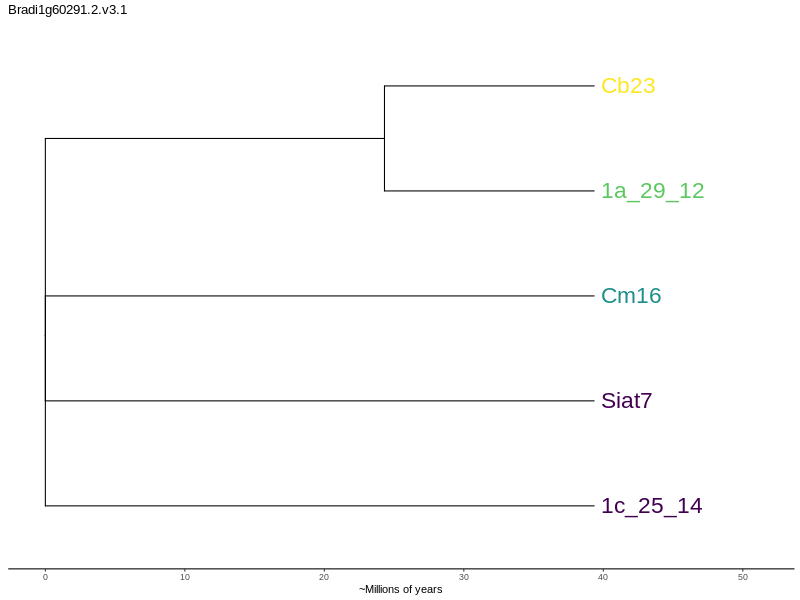 Bradi1g60291.2.v3.1
Cb23
1a_29_12
Cm16
Siat7
1c_25_14
0 10 20 30 40 50
~Millions of years